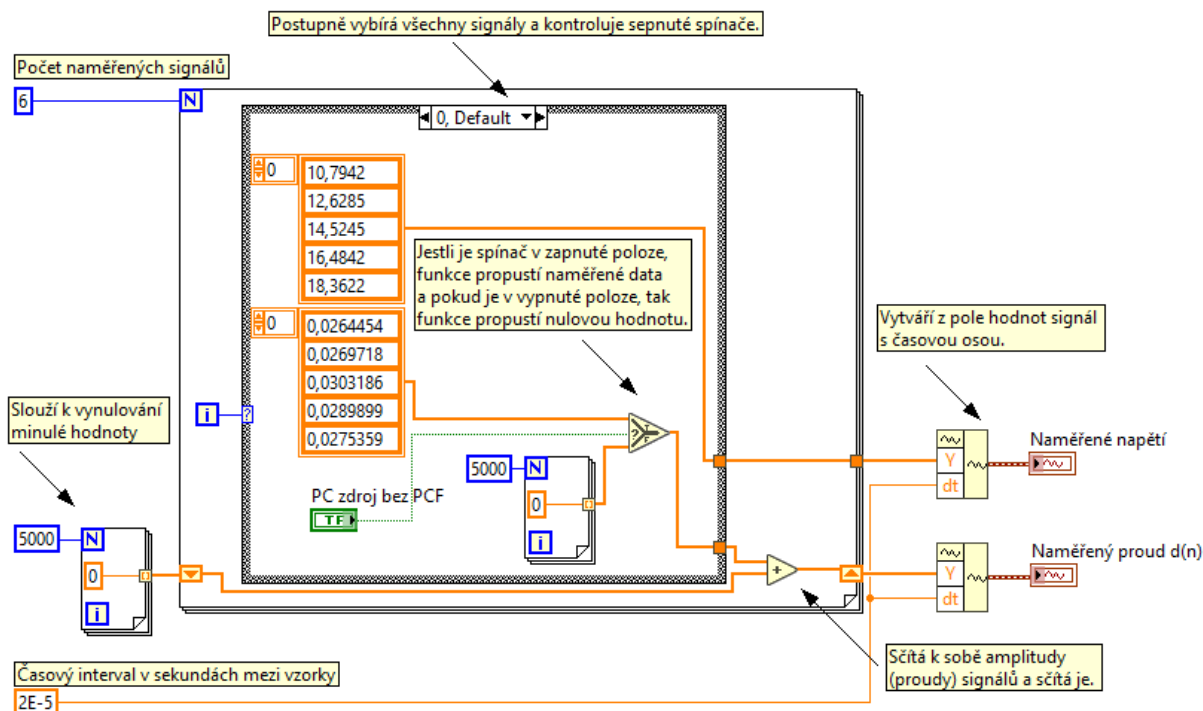 Postupně vybírá všechny signály a kontroluje sepnuté spínače.
Počet naměřených signálů
6
N
0, Default
0
10,7942
12,6285
14,5245
16,4842
18,3622
0
0,0264454
0,0269718
0,0303186
0,0289899
0,0275359
Jestli je spínač v zapnuté poloze,
funkce propustí naměřené data
a pokud je v vypnuté poloze, tak
funkce propustí nulovou hodnotu.
Vytváří z pole hodnot signál
s časovou osou.
Slouží k vynulování
minulé hodnoty
i
?
?
T
F
5000
N
0
i
PC zdroj bez PCF
TF
Naměřené napětí
Y
dt
5000
N
0
i
+
Naměřený proud d(n)
Y
dt
Sčítá k sobě amplitudy
(proudy) signálů a sčítá je.
Časový interval v sekundách mezi vzorky
2E-5